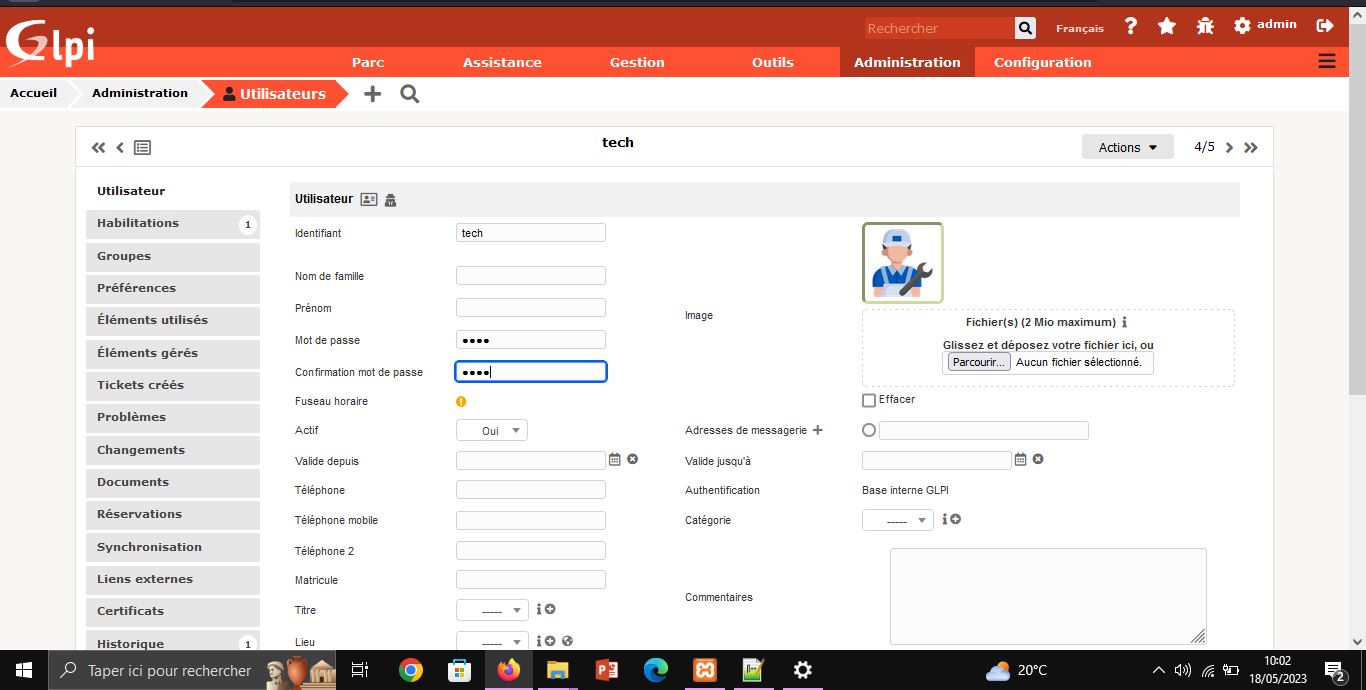 Glpi
Rechercher
Français
?
admin
Parc
Assistance
Gestion
Outils
Administration
Configuration
Accueil
Administration
Utilisateurs
tech
Actions
4/5
Utilisateur
Habilitations 1
Groupes
Préférences
Éléments utilisés
Éléments gérés
Tickets créés
Problèmes
Changements
Documents
Réservations
Synchronisation
Liens externes
Certificats
Historique 1
Utilisateur
Identifiant tech
Nom de famille
Prénom
Mot de passe ●●●●
Confirmation mot de passe ●●●●
Fuseau horaire
Actif Oui
Valide depuis
Téléphone
Téléphone mobile
Téléphone 2
Matricule
Titre -----
Lieu -----
Image
Fichier(s) (2 Mio maximum)
Glissez et déposez votre fichier ici, ou
Parcourir... Aucun fichier sélectionné.
Effacer
Adresses de messagerie
Valide jusqu'à
Authentification Base interne GLPI
Catégorie -----
Commentaires
Taper ici pour rechercher
20°C
10:02
18/05/2023
2